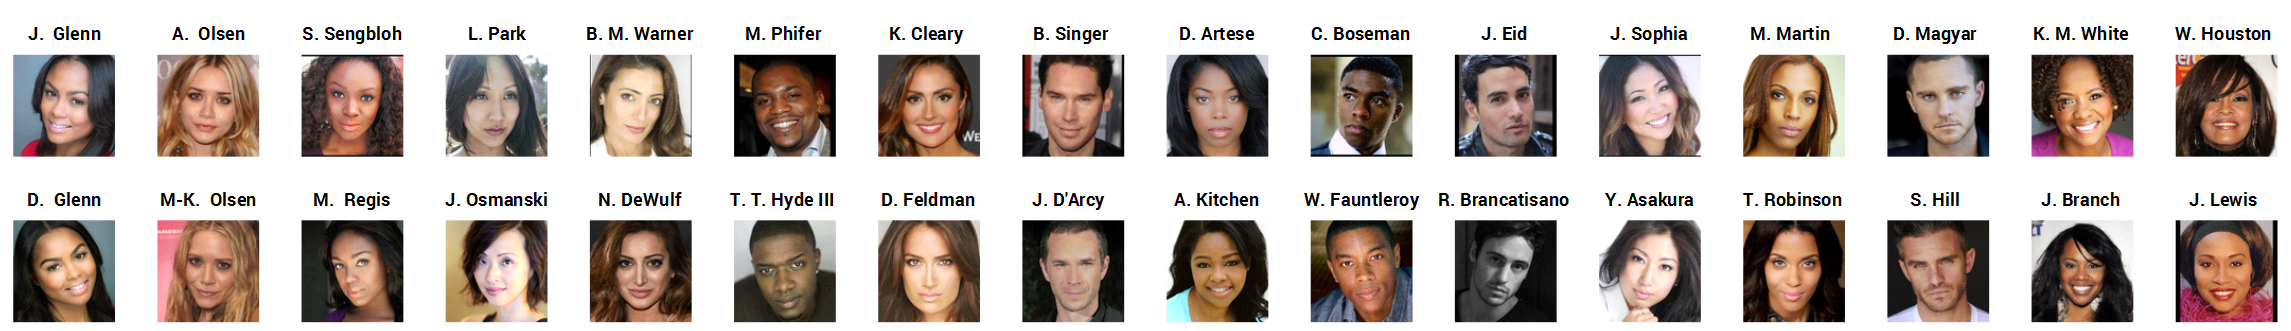 J. Glenn A. Olsen S. Sengbloh L. Park B. M. Warner M. Phifer K. Cleary B. Singer D. Artese C. Boseman J. Eid J. Sophia M. Martin D. Magyar K. M. White W. Houston
D. Glenn M-K. Olsen M. Regis J. Osmanski N. DeWulf T. T. Hyde III D. Feldman J. D'Arcy A. Kitchen W. Fauntleroy R. Brancatisano Y. Asakura T. Robinson S. Hill J. Branch J. Lewis